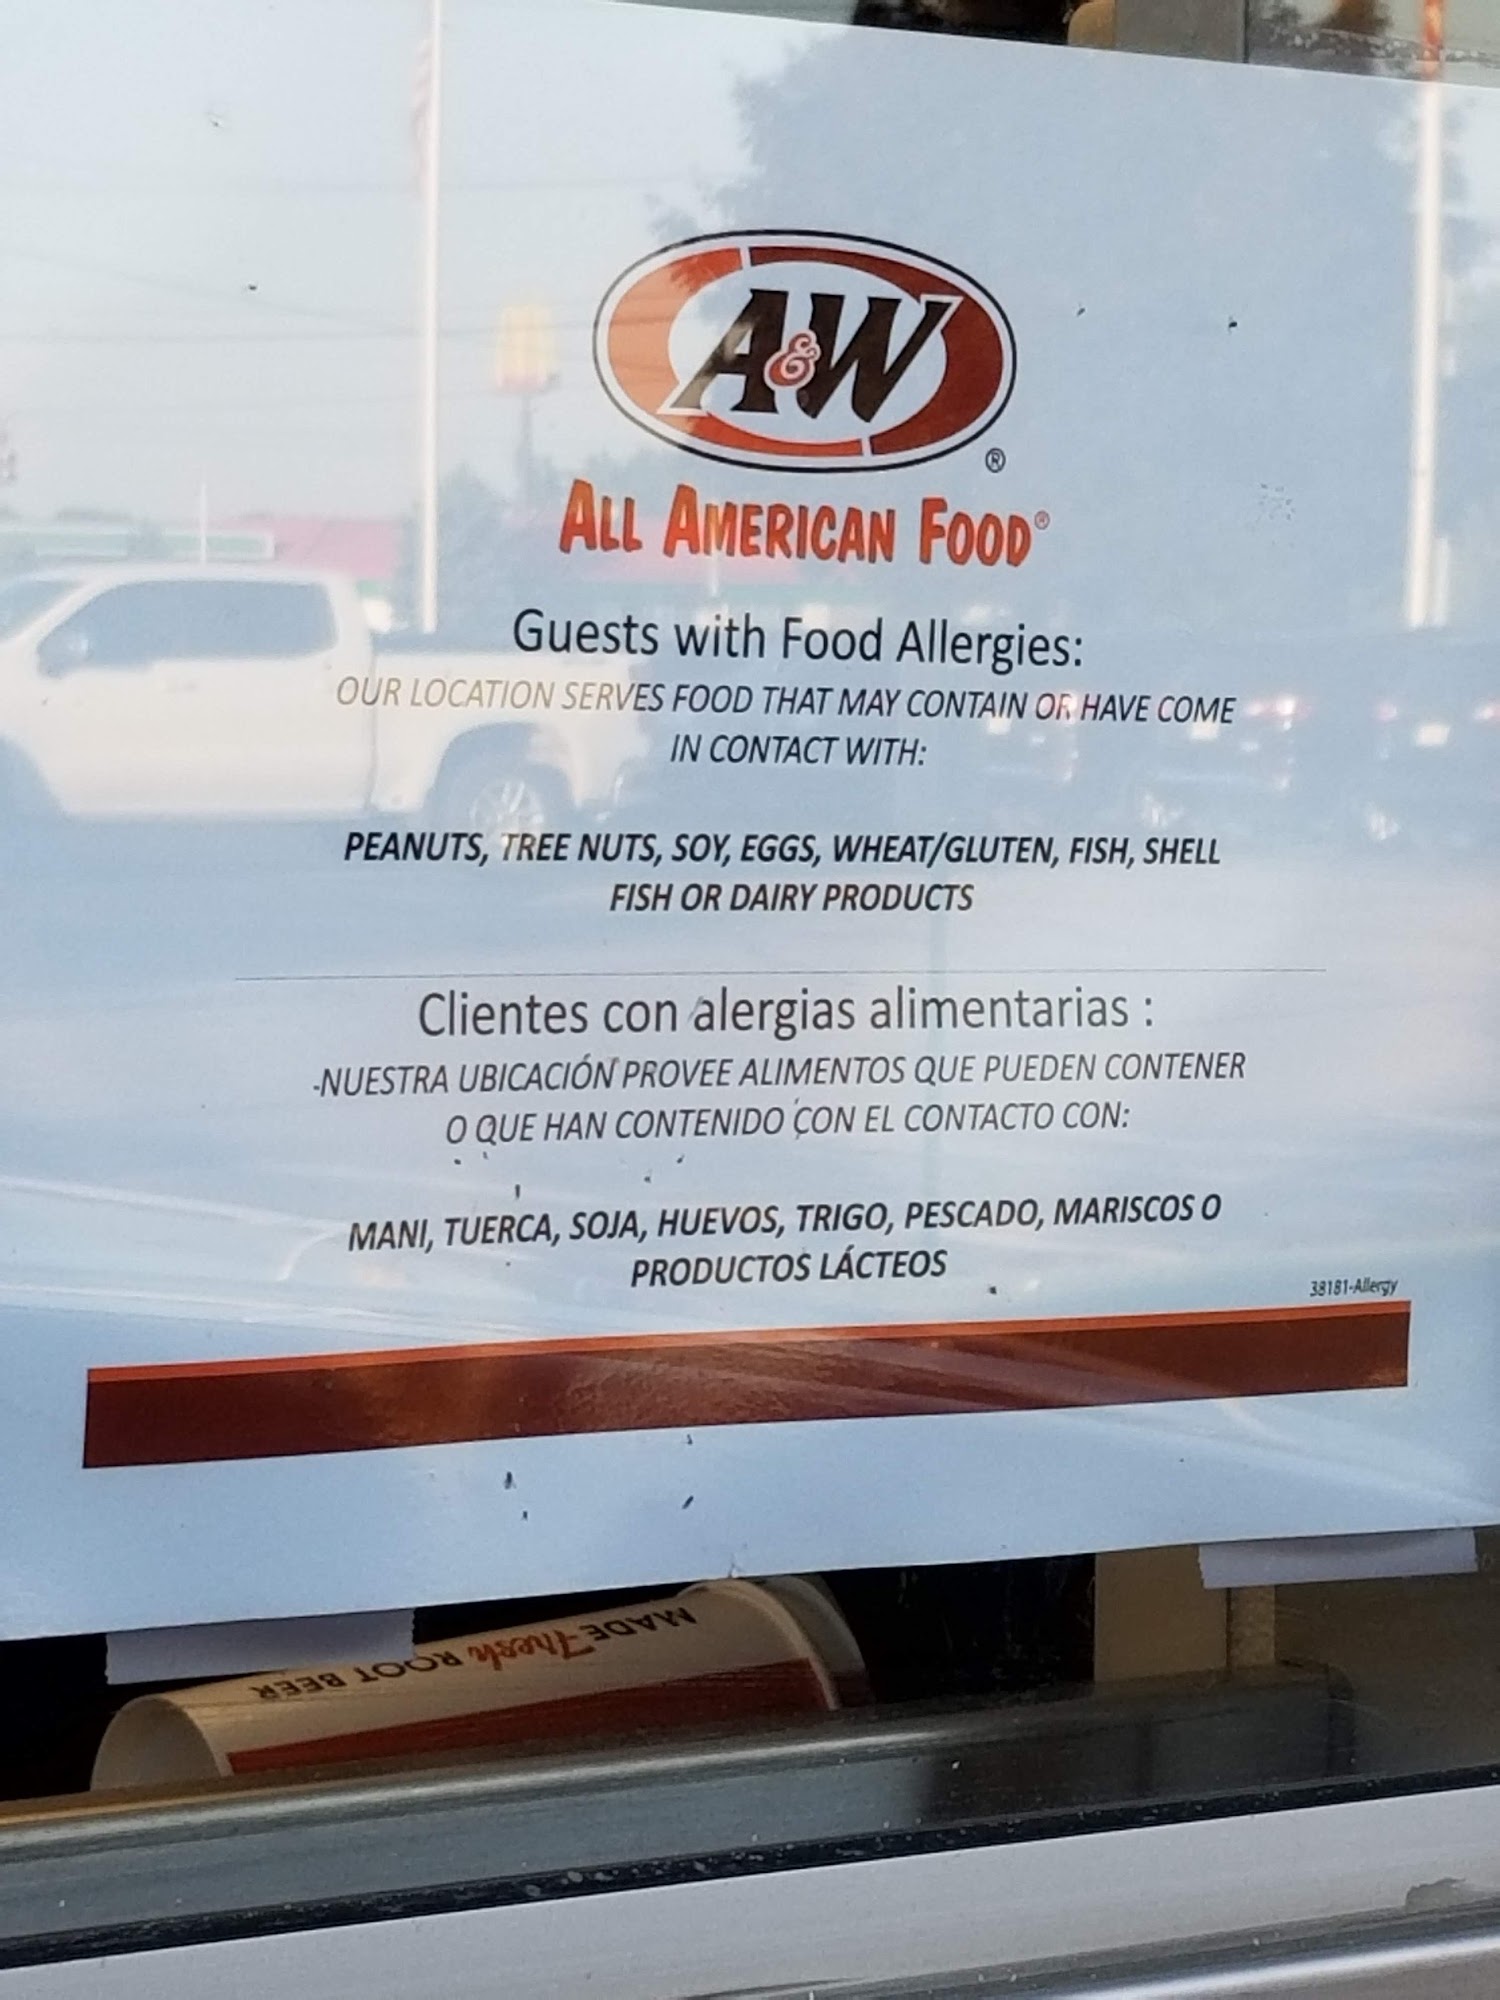 A&W®
ALL AMERICAN FOOD®
Guests with Food Allergies:
OUR LOCATION SERVES FOOD THAT MAY CONTAIN OR HAVE COME
IN CONTACT WITH:
PEANUTS, TREE NUTS, SOY, EGGS, WHEAT/GLUTEN, FISH, SHELL
FISH OR DAIRY PRODUCTS
Clientes con alergias alimentarias :
-NUESTRA UBICACIÓN PROVEE ALIMENTOS QUE PUEDEN CONTENER
O QUE HAN CONTENIDO CON EL CONTACTO CON:
MANI, TUERCA, SOJA, HUEVOS, TRIGO, PESCADO, MARISCOS O
PRODUCTOS LÁCTEOS
38181-Allergy
MADE Fresh ROOT BEER